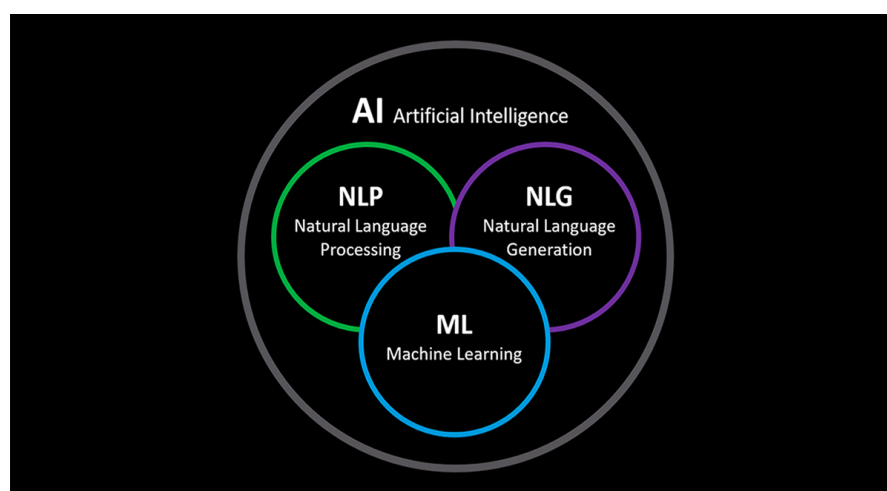 AI Artificial Intelligence
NLP
Natural Language
Processing
NLG
Natural Language
Generation
ML
Machine Learning